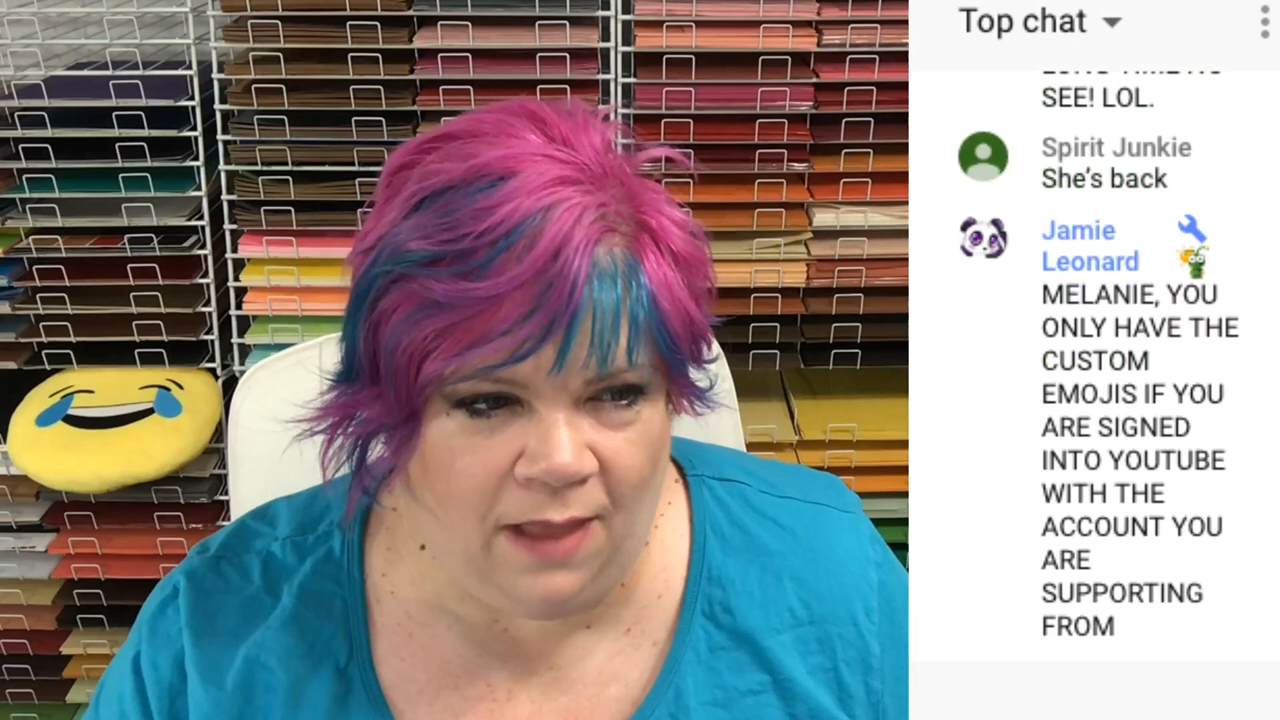 Top chat
SEE! LOL.
Spirit Junkie
She's back
Jamie
Leonard
MELANIE, YOU
ONLY HAVE THE
CUSTOM
EMOJIS IF YOU
ARE SIGNED
INTO YOUTUBE
WITH THE
ACCOUNT YOU
ARE
SUPPORTING
FROM